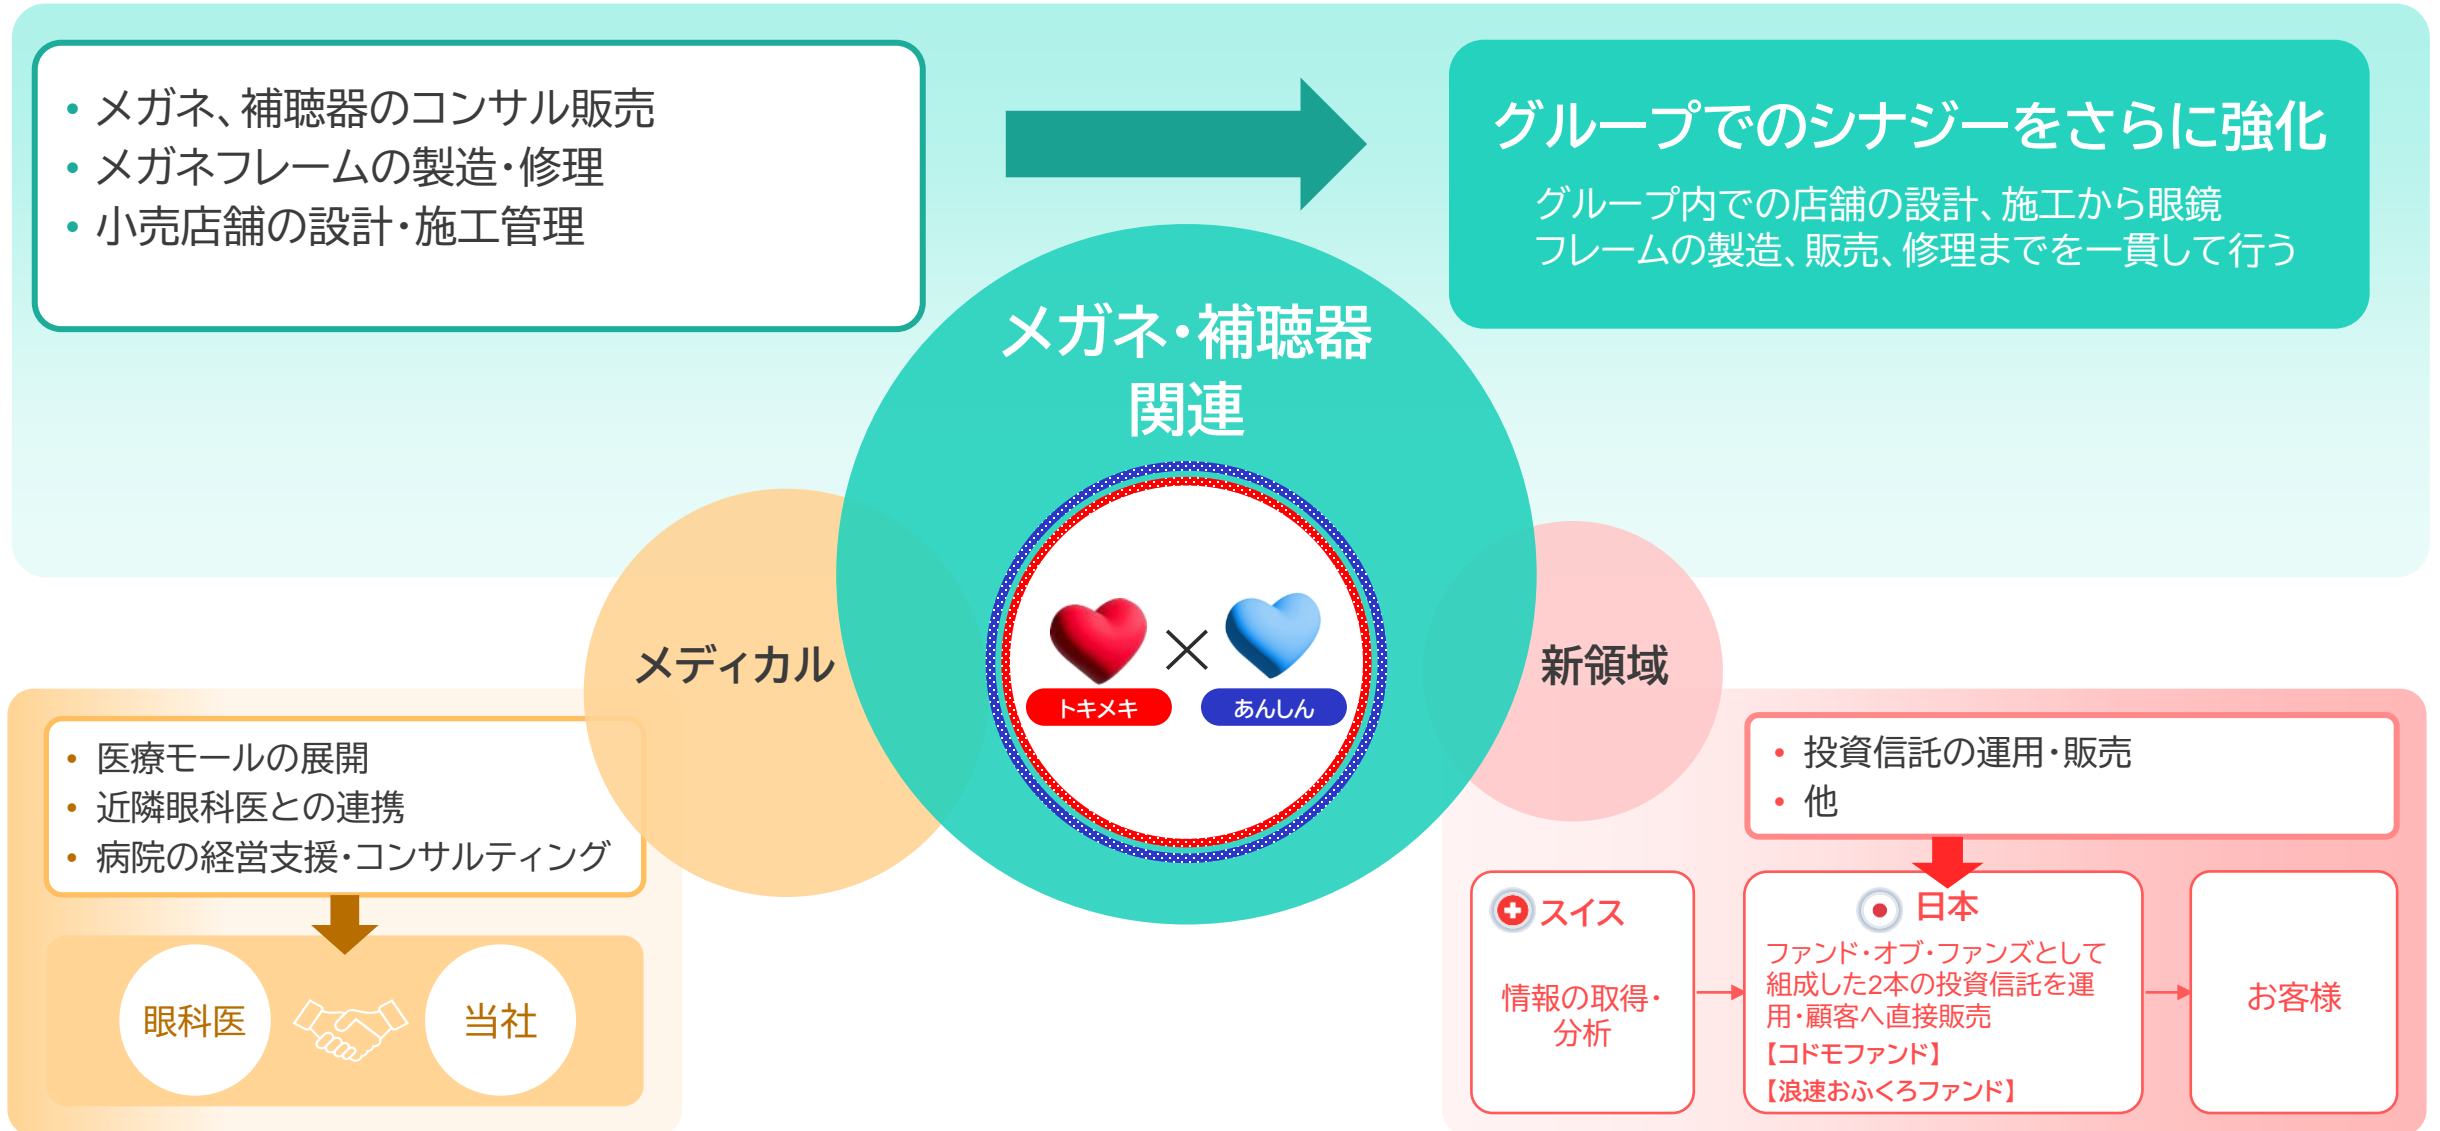 • メガネ、補聴器のコンサル販売
• メガネフレームの製造・修理
• 小売店舗の設計・施工管理
グループでのシナジーをさらに強化
グループ内での店舗の設計、施工から眼鏡
フレームの製造、販売、修理までを一貫して行う
メガネ・補聴器
関連
トキメキ
×
あんしん
メディカル
• 医療モールの展開
• 近隣眼科医との連携
• 病院の経営支援・コンサルティング
眼科医
当社
新領域
• 投資信託の運用・販売
• 他
スイス
情報の取得・
分析
日本
ファンド・オブ・ファンズとして
組成した2本の投資信託を運
用・顧客へ直接販売
【コドモファンド】
【浪速おふくろファンド】
お客様